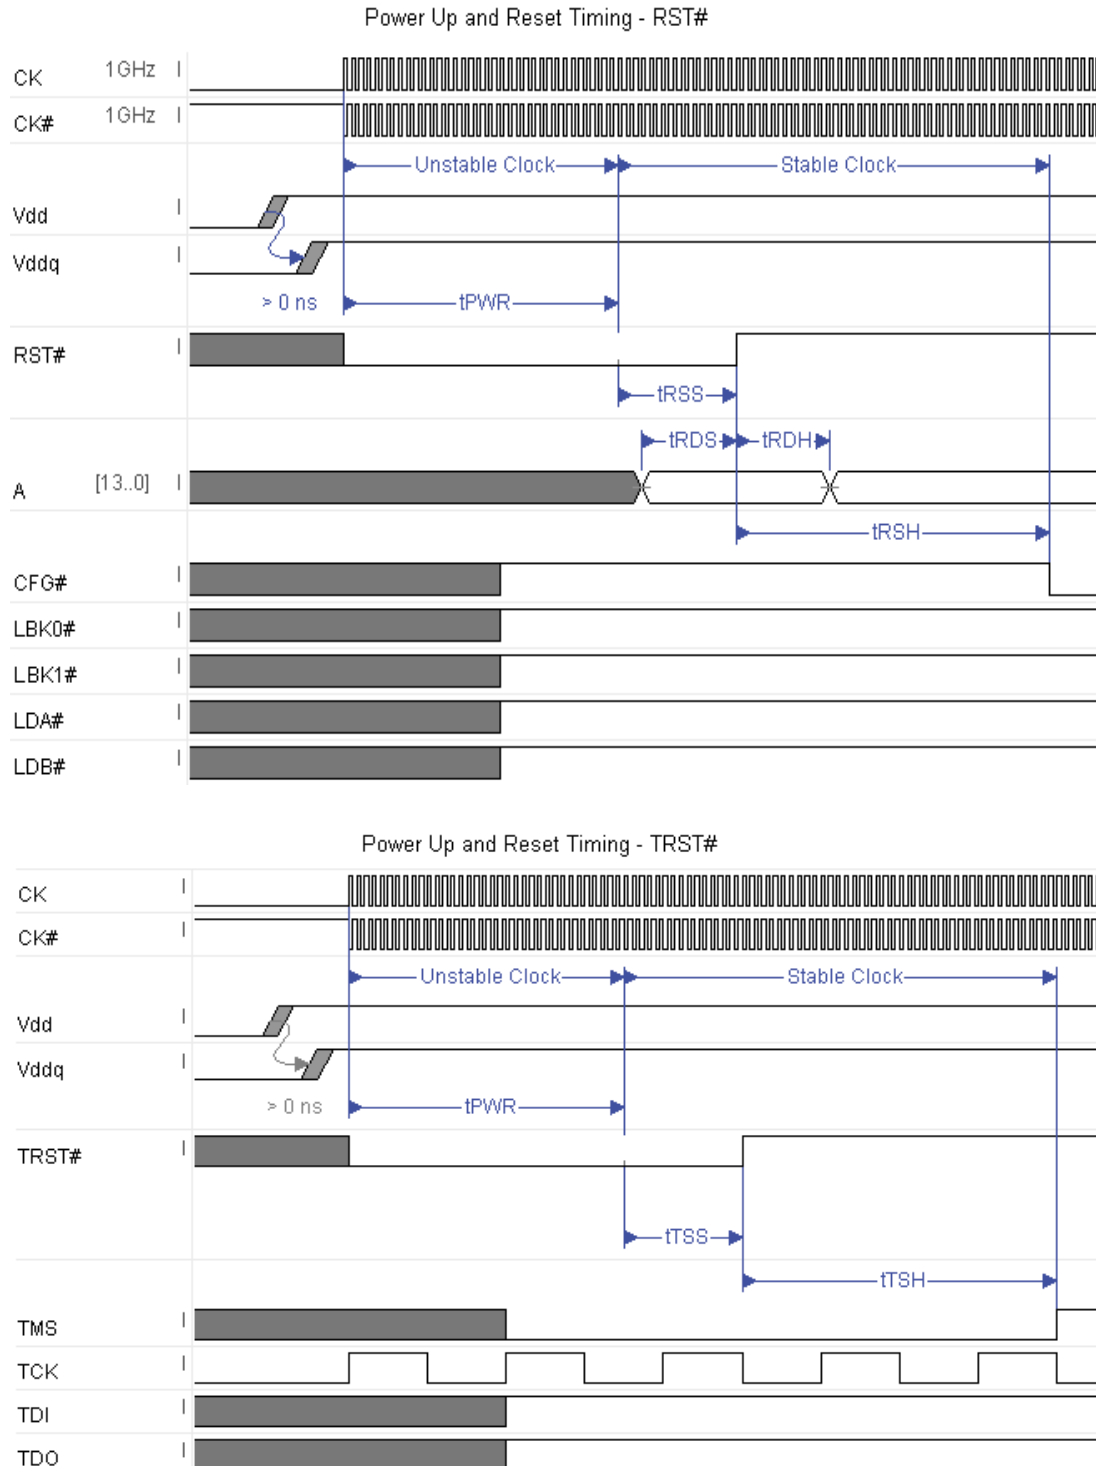 Power Up and Reset Timing - RST#
CK 1GHz
CK# 1GHz
Unstable Clock Stable Clock
Vdd
Vddq
> 0 ns tPWR
RST#
tRSS
tRDS tRDH
A [13..0]
tRSH
CFG#
LBK0#
LBK1#
LDA#
LDB#
Power Up and Reset Timing - TRST#
CK
CK#
Unstable Clock Stable Clock
Vdd
Vddq
> 0 ns tPWR
TRST#
tTSS
tTSH
TMS
TCK
TDI
TDO